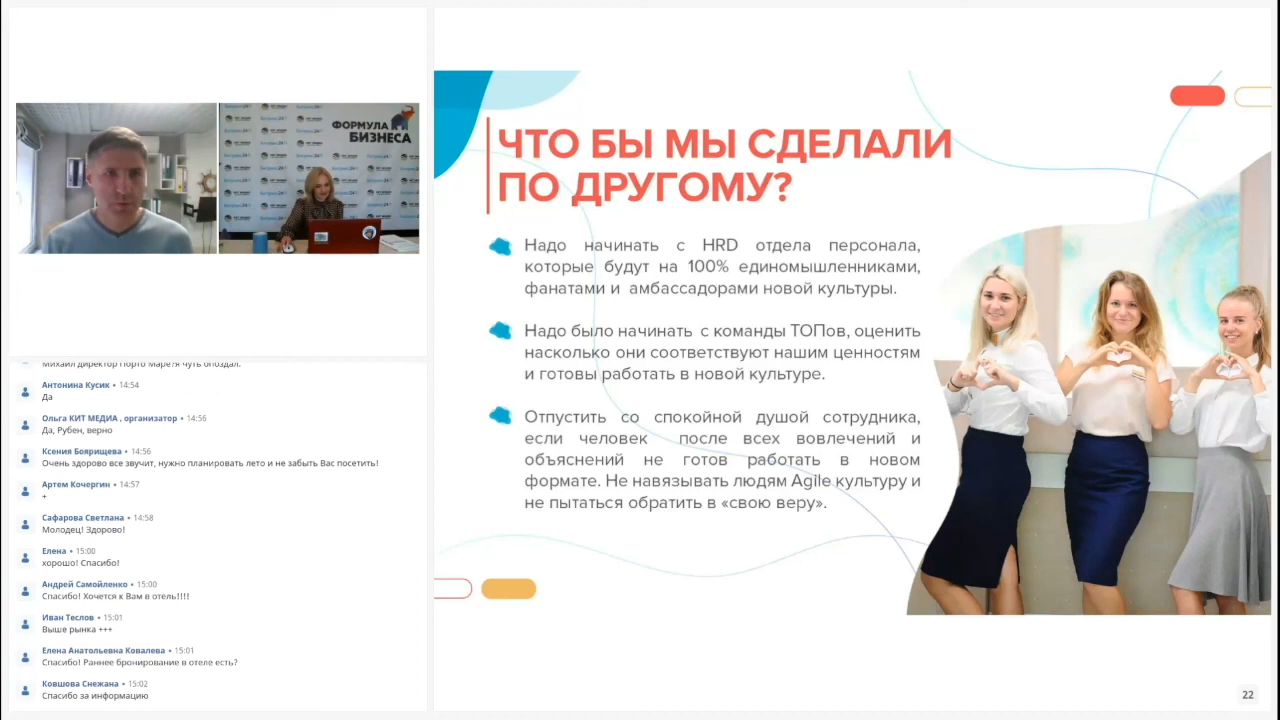 ФОРМУЛА
БИЗНЕСА
Михаил директор Порто Маре!я чуть опоздал.
Антонина Кусик • 14:54
Да
Ольга КИТ МЕДИА , организатор • 14:56
Да, Рубен, верно
Ксения Боярищева • 14:56
Очень здорово все звучит, нужно планировать лето и не забыть Вас посетить!
Артем Кочергин • 14:57
+
Сафарова Светлана • 14:58
Молодец! Здорово!
Елена • 15:00
хорошо! Спасибо!
Андрей Самойленко • 15:00
Спасибо! Хочется к Вам в отель!!!!
Иван Теслов • 15:01
Выше рынка +++
Елена Анатольевна Ковалева • 15:01
Спасибо! Раннее бронирование в отеле есть?
Ковшова Снежана • 15:02
Спасибо за информацию
ЧТО БЫ МЫ СДЕЛАЛИ
ПО ДРУГОМУ?
Надо начинать с HRD отдела персонала,
которые будут на 100% единомышленниками,
фанатами и амбассадорами новой культуры.
Надо было начинать с команды ТОПов, оценить
насколько они соответствуют нашим ценностям
и готовы работать в новой культуре.
Отпустить со спокойной душой сотрудника,
если человек после всех вовлечений и
объяснений не готов работать в новом
формате. Не навязывать людям Agile культуру и
не пытаться обратить в «свою веру».
22